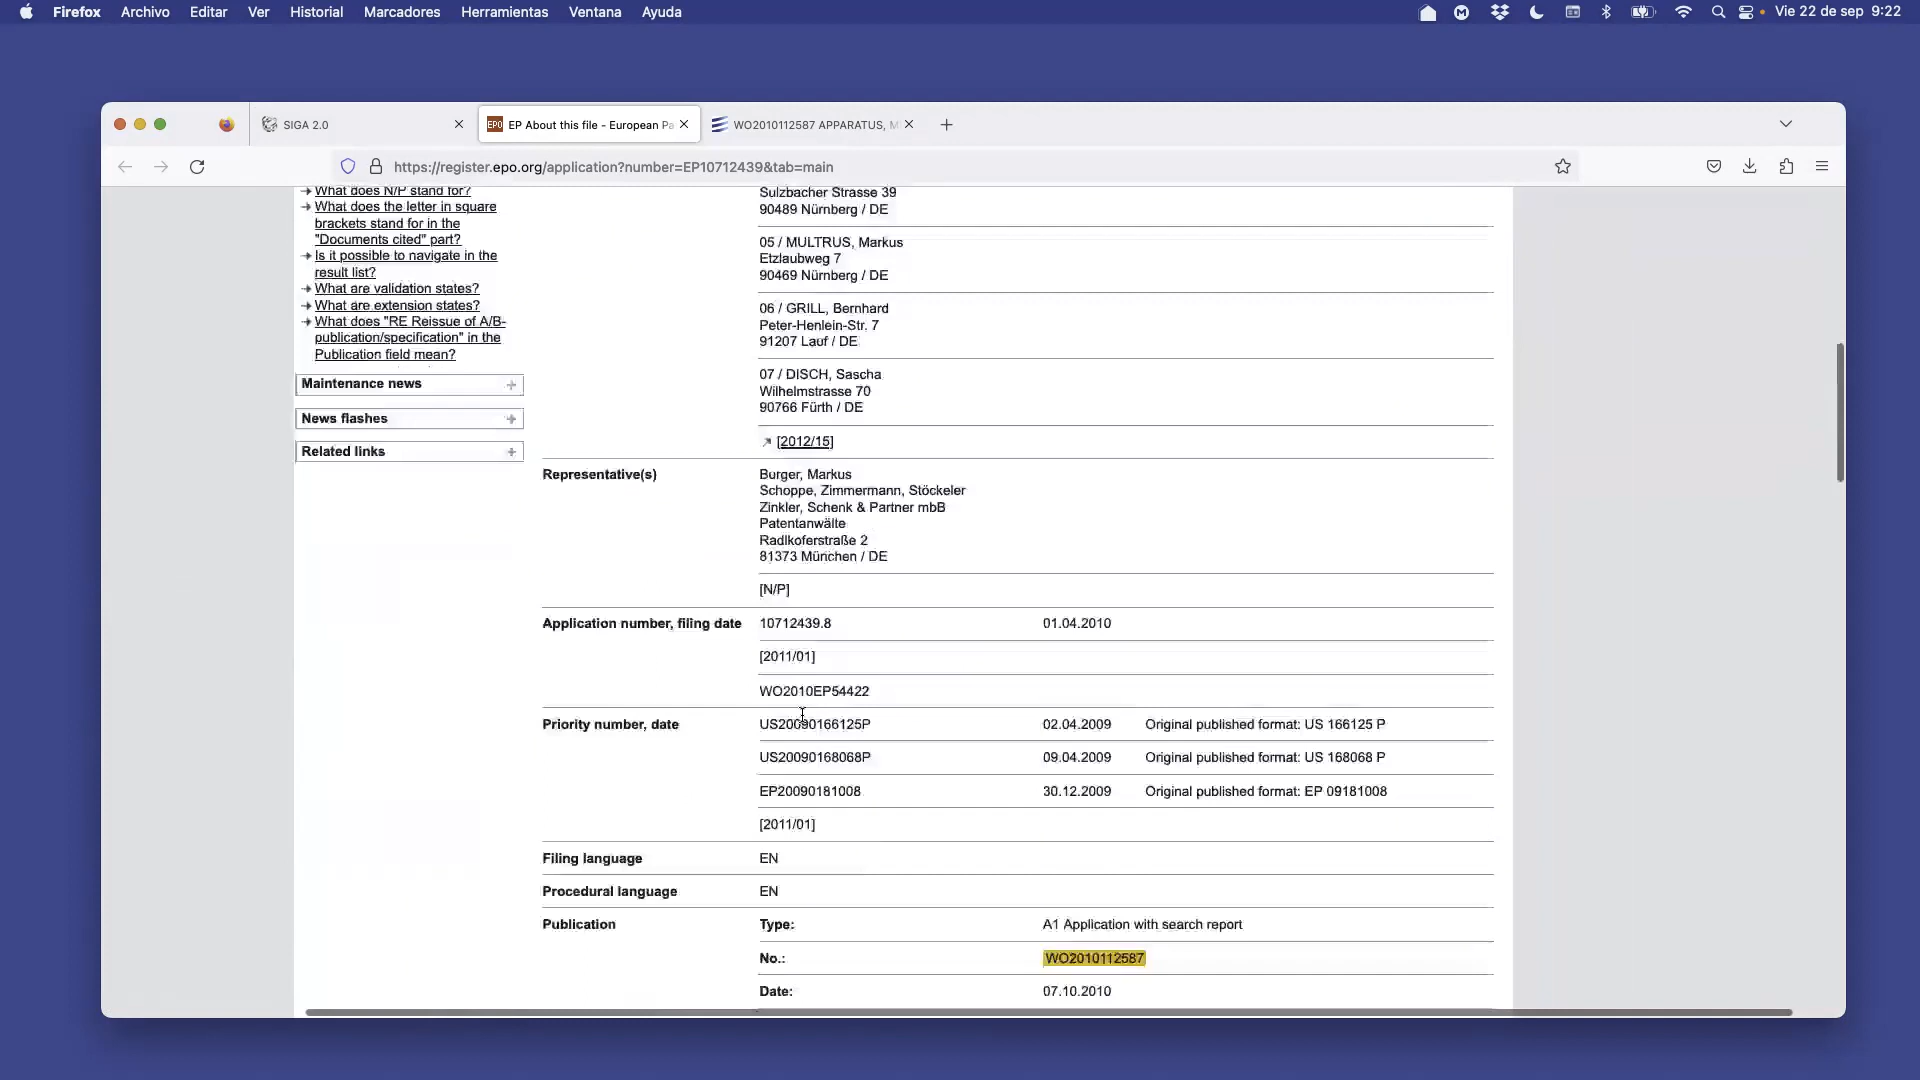 Firefox Archivo Editar Ver Historial Marcadores Herramientas Ventana Ayuda Vie 22 de sep 9:22
SIGA 2.0
EPO EP About this file - European Pa
WO2010112587 APPARATUS, M
https://register.epo.org/application?number=EP10712439&tab=main
What does N/P stand for?
What does the letter in square
brackets stand for in the
"Documents cited" part?
Is it possible to navigate in the
result list?
What are validation states?
What are extension states?
What does "RE Reissue of A/B-
publication/specification" in the
Publication field mean?
Maintenance news +
News flashes +
Related links +
Sulzbacher Strasse 39
90489 Nürnberg / DE
05 / MULTRUS, Markus
Etzlaubweg 7
90469 Nürnberg / DE
06 / GRILL, Bernhard
Peter-Henlein-Str. 7
91207 Lauf / DE
07 / DISCH, Sascha
Wilhelmstrasse 70
90766 Fürth / DE
[2012/15]
Representative(s) Burger, Markus
Schoppe, Zimmermann, Stöckeler
Zinkler, Schenk & Partner mbB
Patentanwälte
Radlkoferstraße 2
81373 München / DE
[N/P]
Application number, filing date 10712439.8 01.04.2010
[2011/01]
WO2010EP54422
Priority number, date US20090166125P 02.04.2009 Original published format: US 166125 P
US20090168068P 09.04.2009 Original published format: US 168068 P
EP20090181008 30.12.2009 Original published format: EP 09181008
[2011/01]
Filing language EN
Procedural language EN
Publication Type: A1 Application with search report
No.: WO2010112587
Date: 07.10.2010